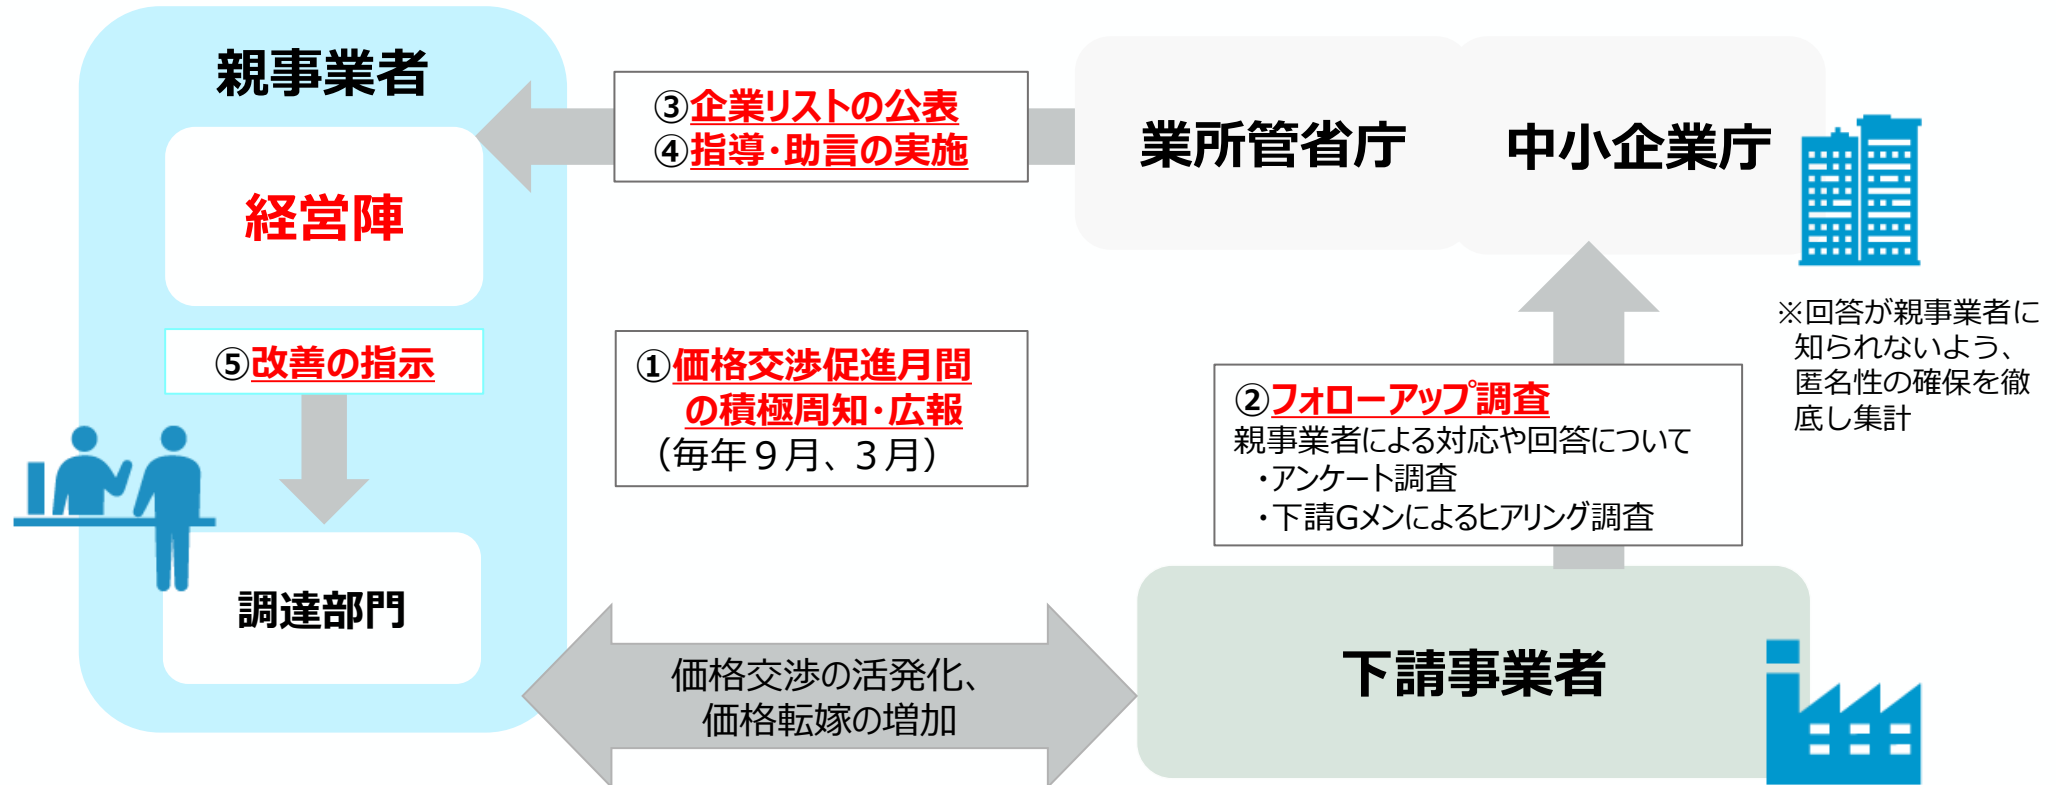 親事業者
経営陣
⑤改善の指示
調達部門
③企業リストの公表
④指導・助言の実施
業所管省庁
中小企業庁
①価格交渉促進月間
の積極周知・広報
（毎年９月、３月）
※回答が親事業者に
知られないよう、
匿名性の確保を徹
底し集計
②フォローアップ調査
親事業者による対応や回答について
・アンケート調査
・下請Gメンによるヒアリング調査
価格交渉の活発化、
価格転嫁の増加
下請事業者